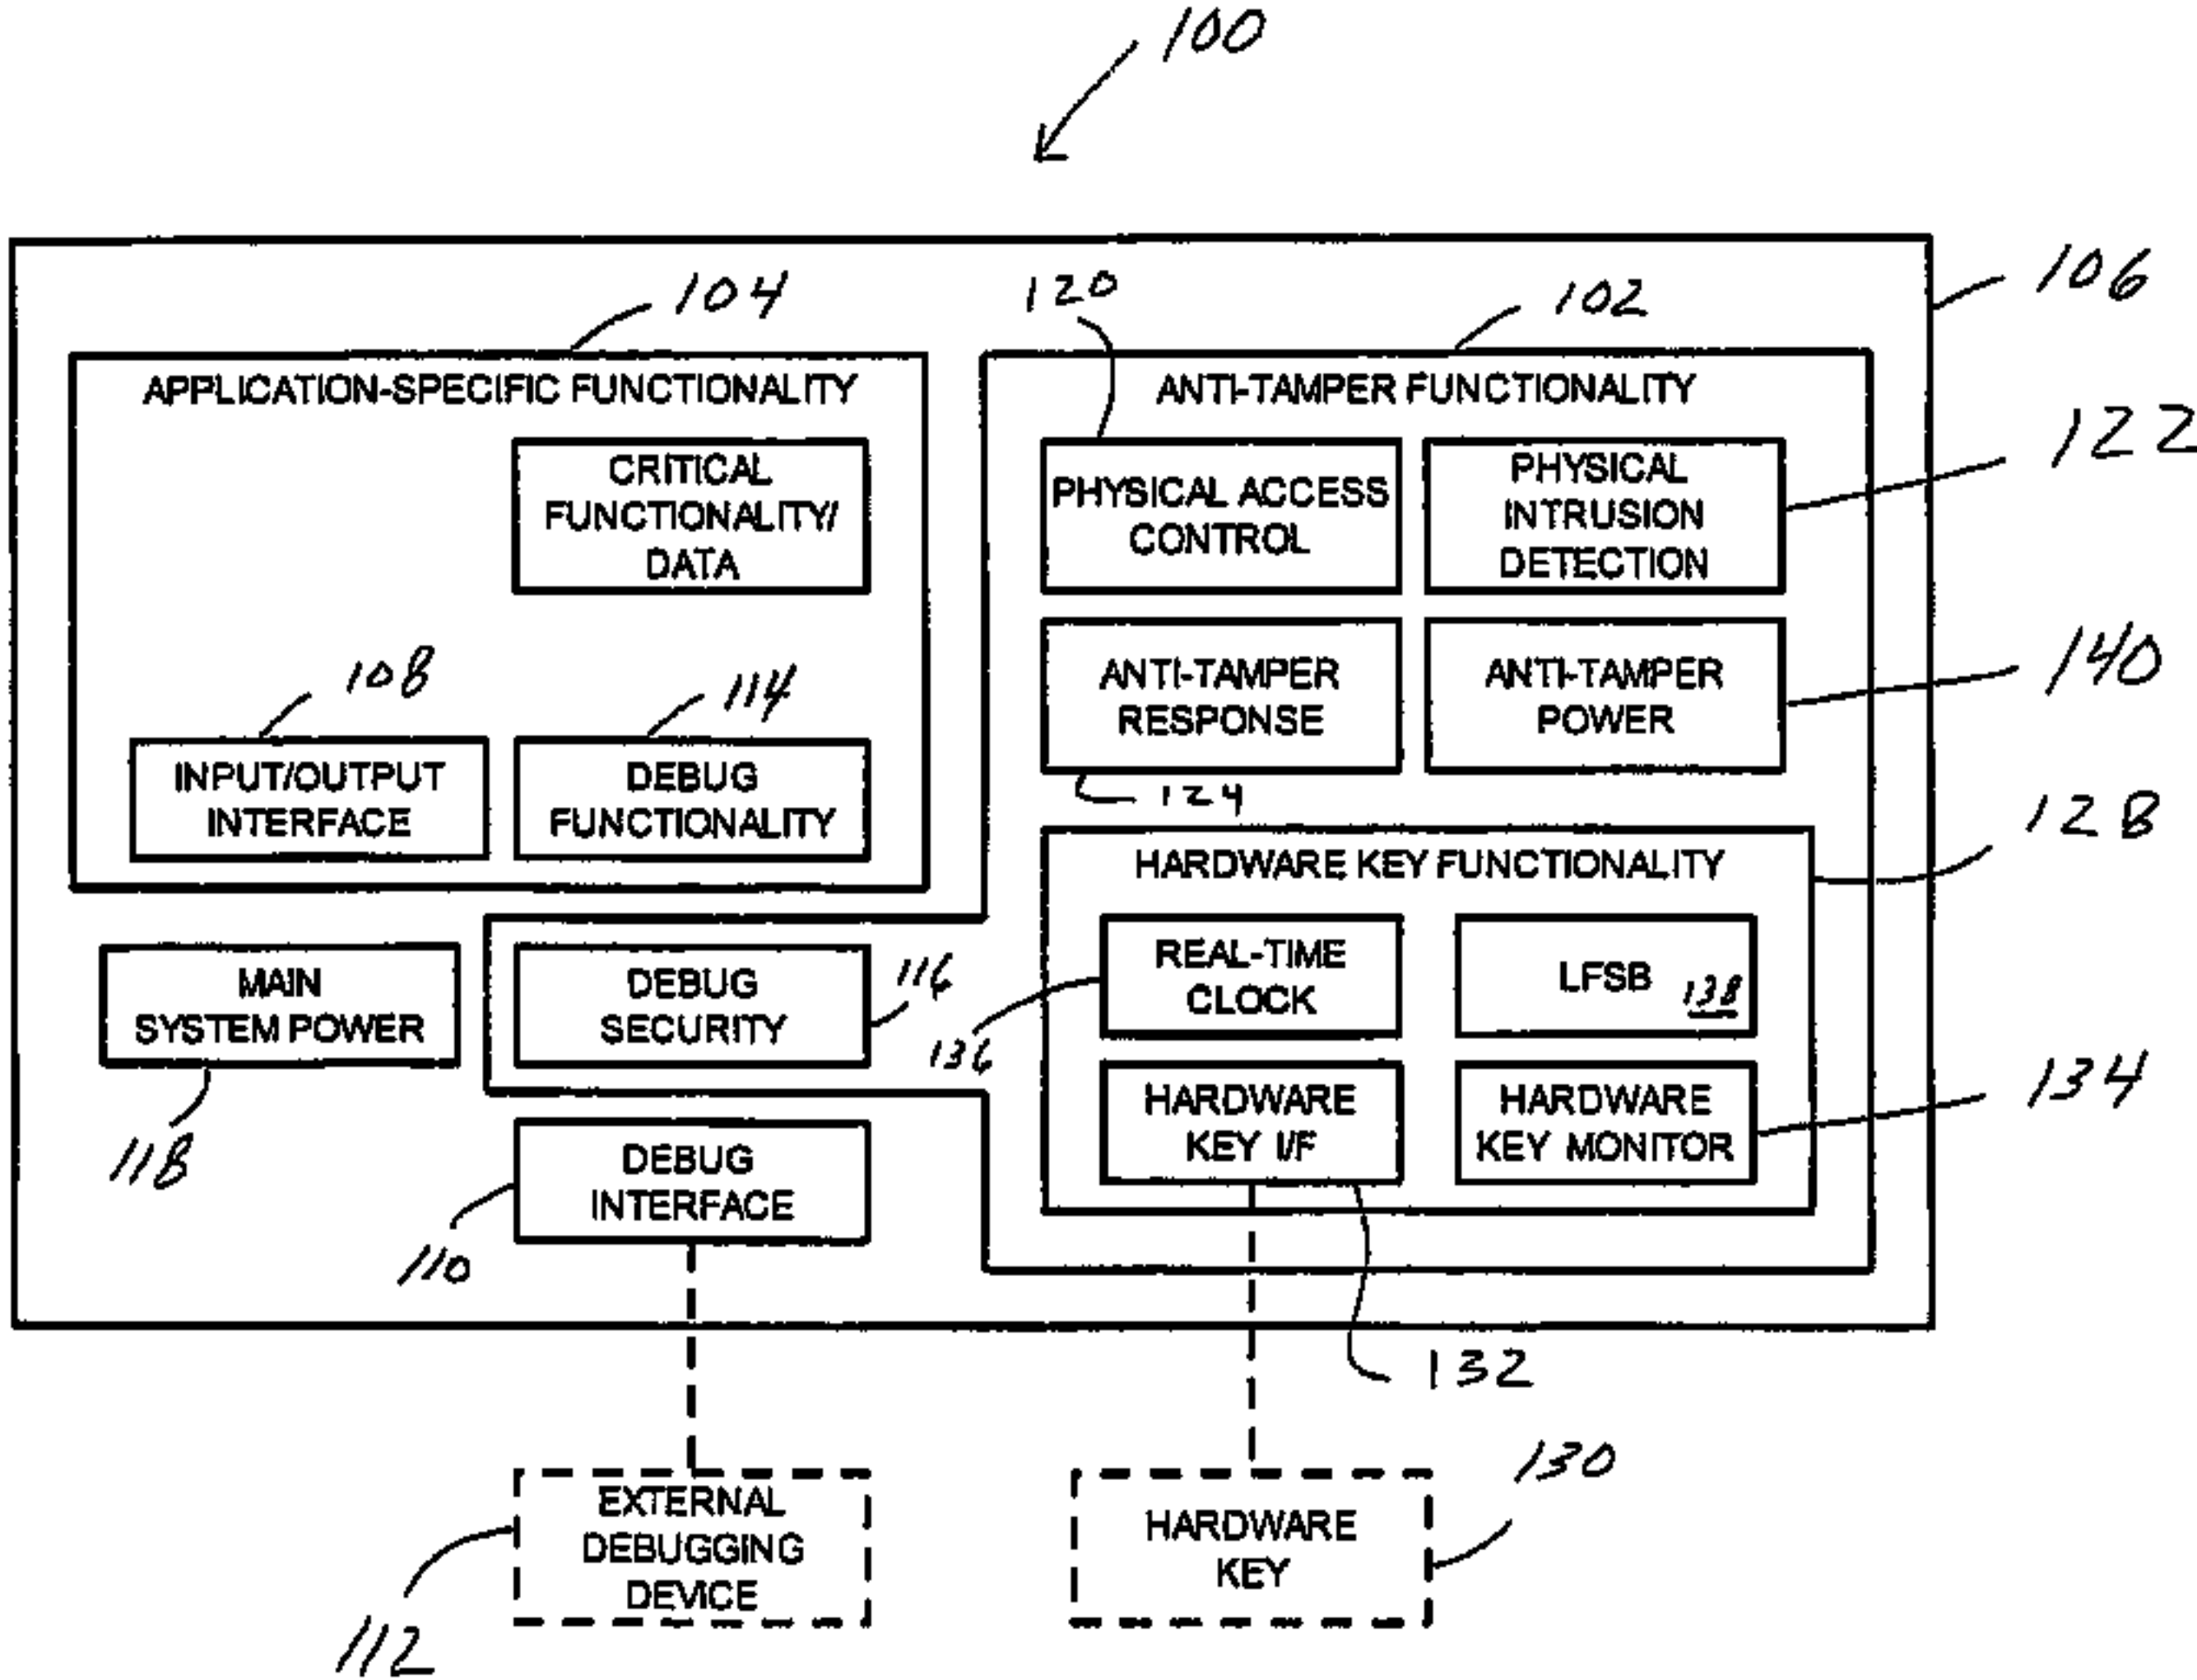 100
106
104
120
102
APPLICATION-SPECIFIC FUNCTIONALITY
CRITICAL
FUNCTIONALITY/
DATA
108
114
INPUT/OUTPUT
INTERFACE
DEBUG
FUNCTIONALITY
ANTI-TAMPER FUNCTIONALITY
PHYSICAL ACCESS
CONTROL
PHYSICAL
INTRUSION
DETECTION
122
ANTI-TAMPER
RESPONSE
124
ANTI-TAMPER
POWER
140
128
HARDWARE KEY FUNCTIONALITY
REAL-TIME
CLOCK
136
LFSB
138
HARDWARE
KEY I/F
132
HARDWARE
KEY MONITOR
134
MAIN
SYSTEM POWER
118
DEBUG
SECURITY
116
DEBUG
INTERFACE
110
EXTERNAL
DEBUGGING
DEVICE
112
HARDWARE
KEY
130